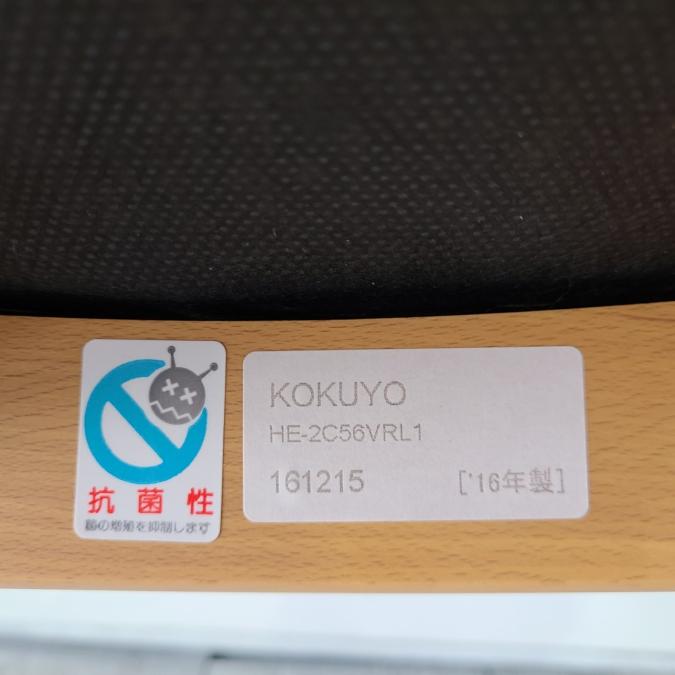 抗菌性
菌の増殖を抑制します
KOKUYO
HE-2C56VRL1
161215 ['16年製]